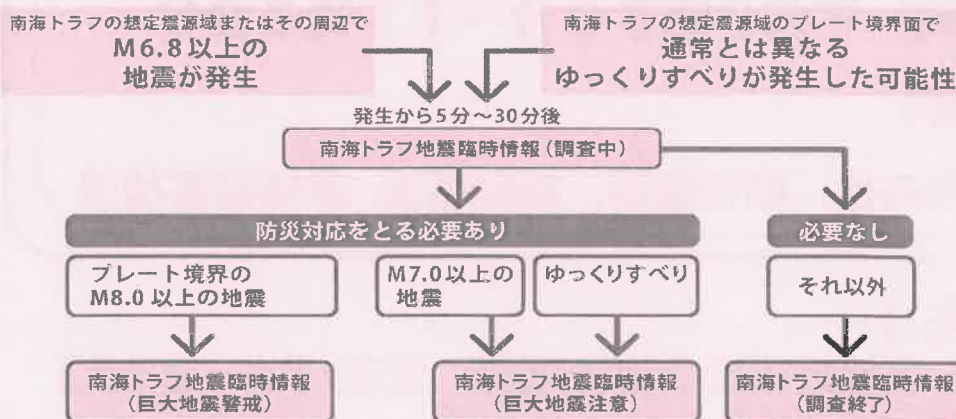 南海トラフの想定震源域またはその周辺で
M6.8以上の
地震が発生
南海トラフの想定震源域のプレート境界面で
通常とは異なる
ゆっくりすべりが発生した可能性
発生から5分～30分後
南海トラフ地震臨時情報(調査中)
防災対応をとる必要あり
必要なし
プレート境界の
M8.0以上の地震
M7.0以上の
地震
ゆっくりすべり
それ以外
南海トラフ地震臨時情報
(巨大地震警戒)
南海トラフ地震臨時情報
(巨大地震注意)
南海トラフ地震臨時情報
(調査終了)